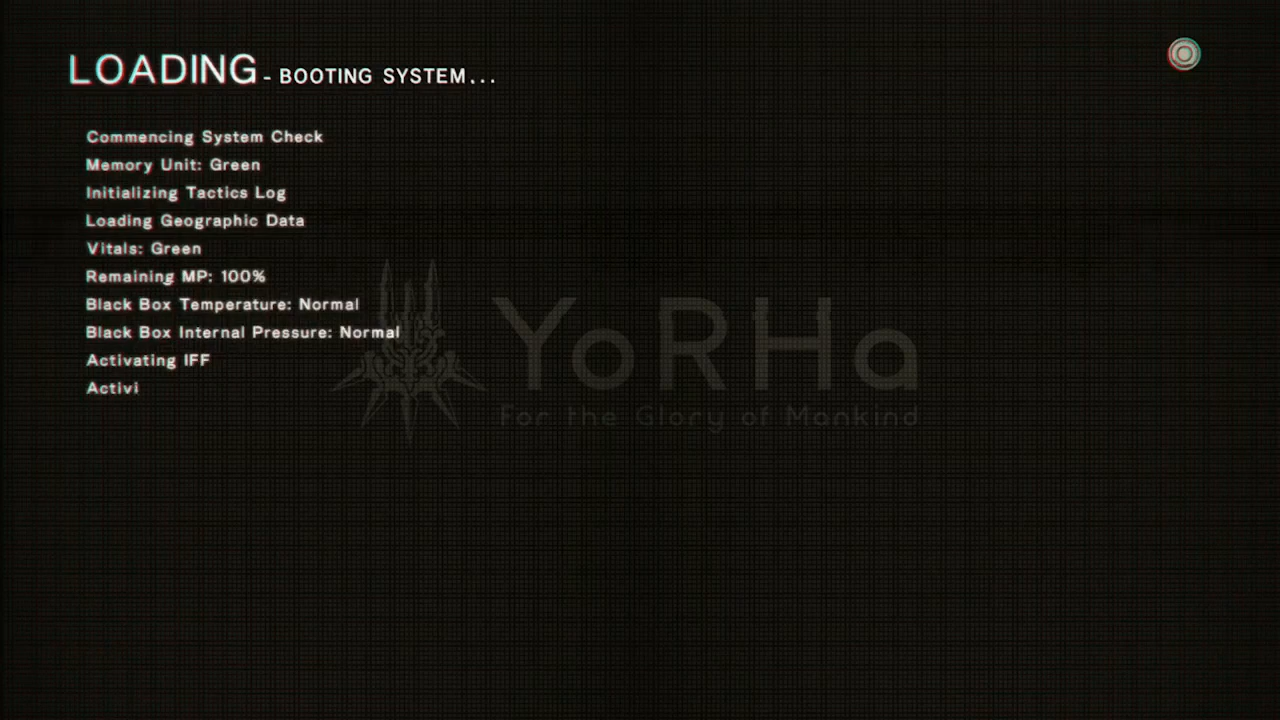 LOADING - BOOTING SYSTEM...
Commencing System Check
Memory Unit: Green
Initializing Tactics Log
Loading Geographic Data
Vitals: Green
Remaining MP: 100%
Black Box Temperature: Normal
Black Box Internal Pressure: Normal
Activating IFF
Activi
YoRHa
For the Glory of Mankind